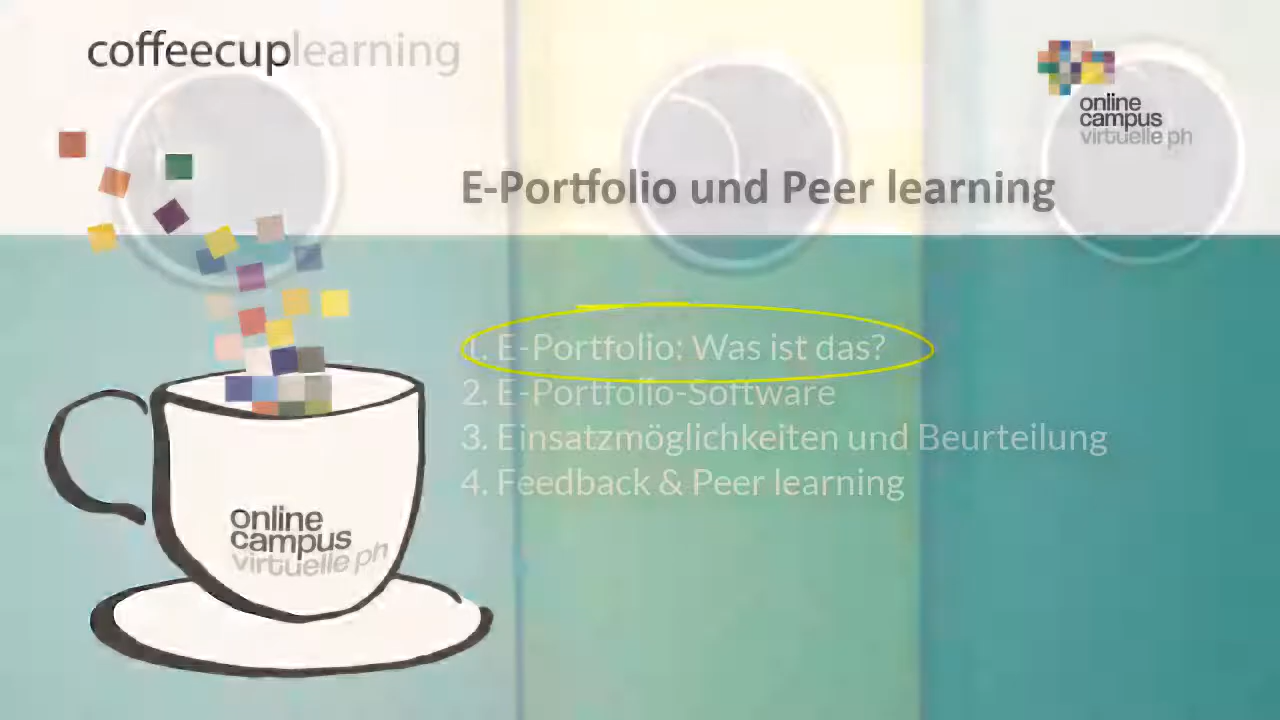 coffeecuplearning
online
campus
virtuelle ph
E-Portfolio und Peer learning
1. E-Portfolio: Was ist das?
2. E-Portfolio-Software
3. Einsatzmöglichkeiten und Beurteilung
4. Feedback & Peer learning
online
campus
virtuelle ph